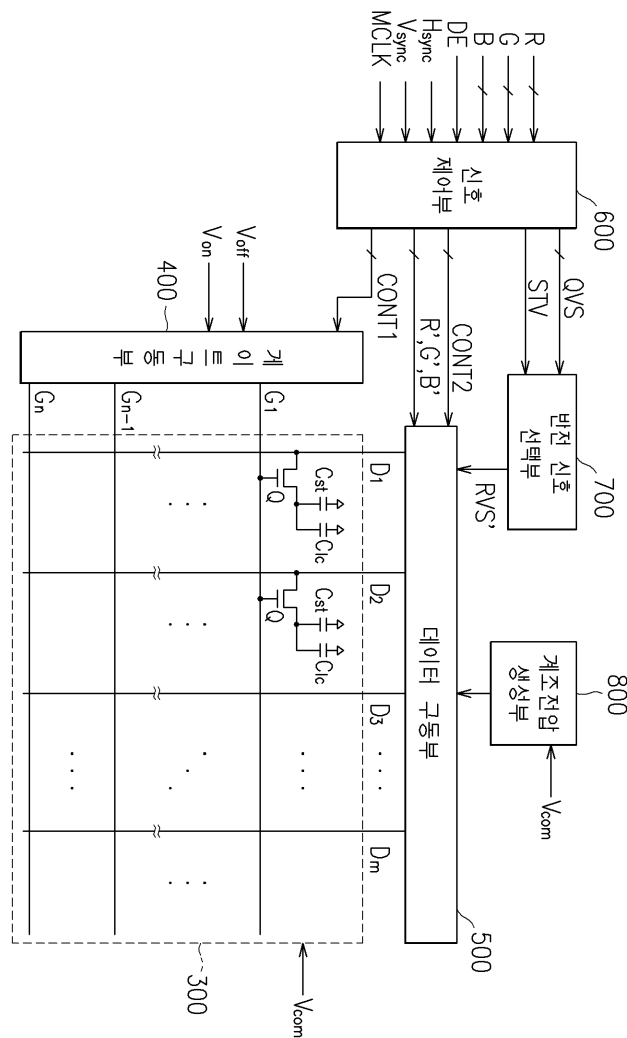 R
G
B
DE
Hsync
Vsync
MCLK
신호
제어부
600
QVS
STV
반전 신호
선택부
700
RVS'
계조전압
생성부
800
Vcom
CONT2
R',G',B'
CONT1
데이터 구동부
500
Voff
Von
400
게이트구동부
D1
D2
D3
Dm
G1
Gn-1
Gn
Q
Cst
Clc
Q
Cst
Clc
Vcom
300